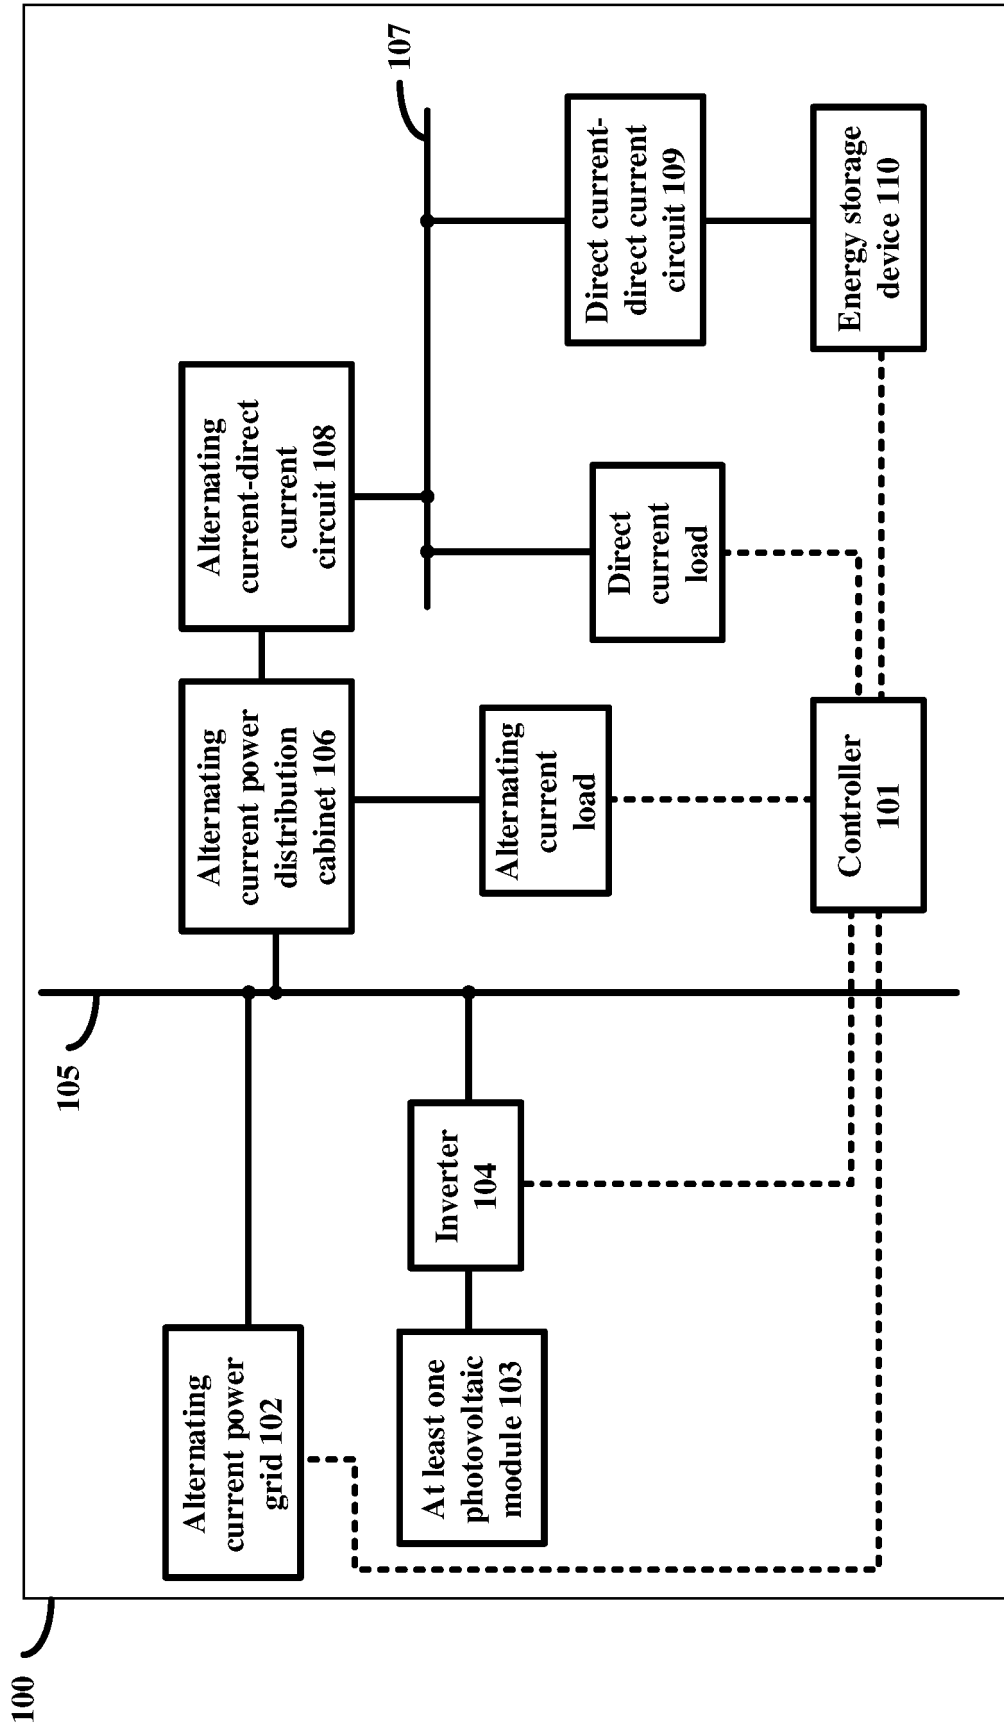 100
105
107
Alternating
current power
grid 102
Alternating
current power
distribution
cabinet 106
Alternating
current-direct
current
circuit 108
At least one
photovoltaic
module 103
Inverter
104
Alternating
current
load
Direct
current
load
Direct current-
direct current
circuit 109
Controller
101
Energy storage
device 110